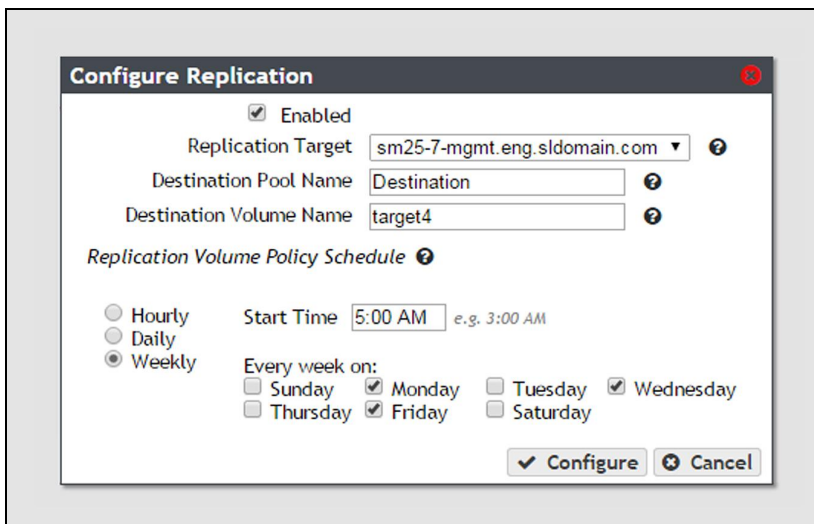 Configure Replication
Enabled
Replication Target sm25-7-mgmt.eng.sldomain.com
Destination Pool Name Destination
Destination Volume Name target4
Replication Volume Policy Schedule
Hourly Start Time 5:00 AM e.g. 3:00 AM
Daily
Weekly Every week on:
Sunday Monday Tuesday Wednesday
Thursday Friday Saturday
Configure Cancel